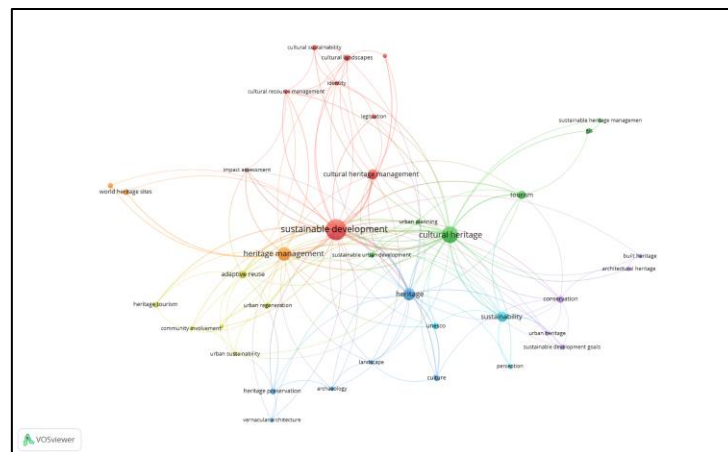 cultural sustainability
cultural landscapes
identity
cultural resource management
legislation
sustainable heritage managemen
gis
impact assessment
cultural heritage management
world heritage sites
tourism
urban planning
sustainable development
cultural heritage
heritage management
sustainable urban development
built heritage
architectural heritage
adaptive reuse
heritage
conservation
heritage tourism
urban regeneration
sustainability
community involvement
unesco
urban heritage
sustainable development goals
urban sustainability
landscape
perception
culture
heritage preservation
archaeology
vernacular architecture
VOSviewer